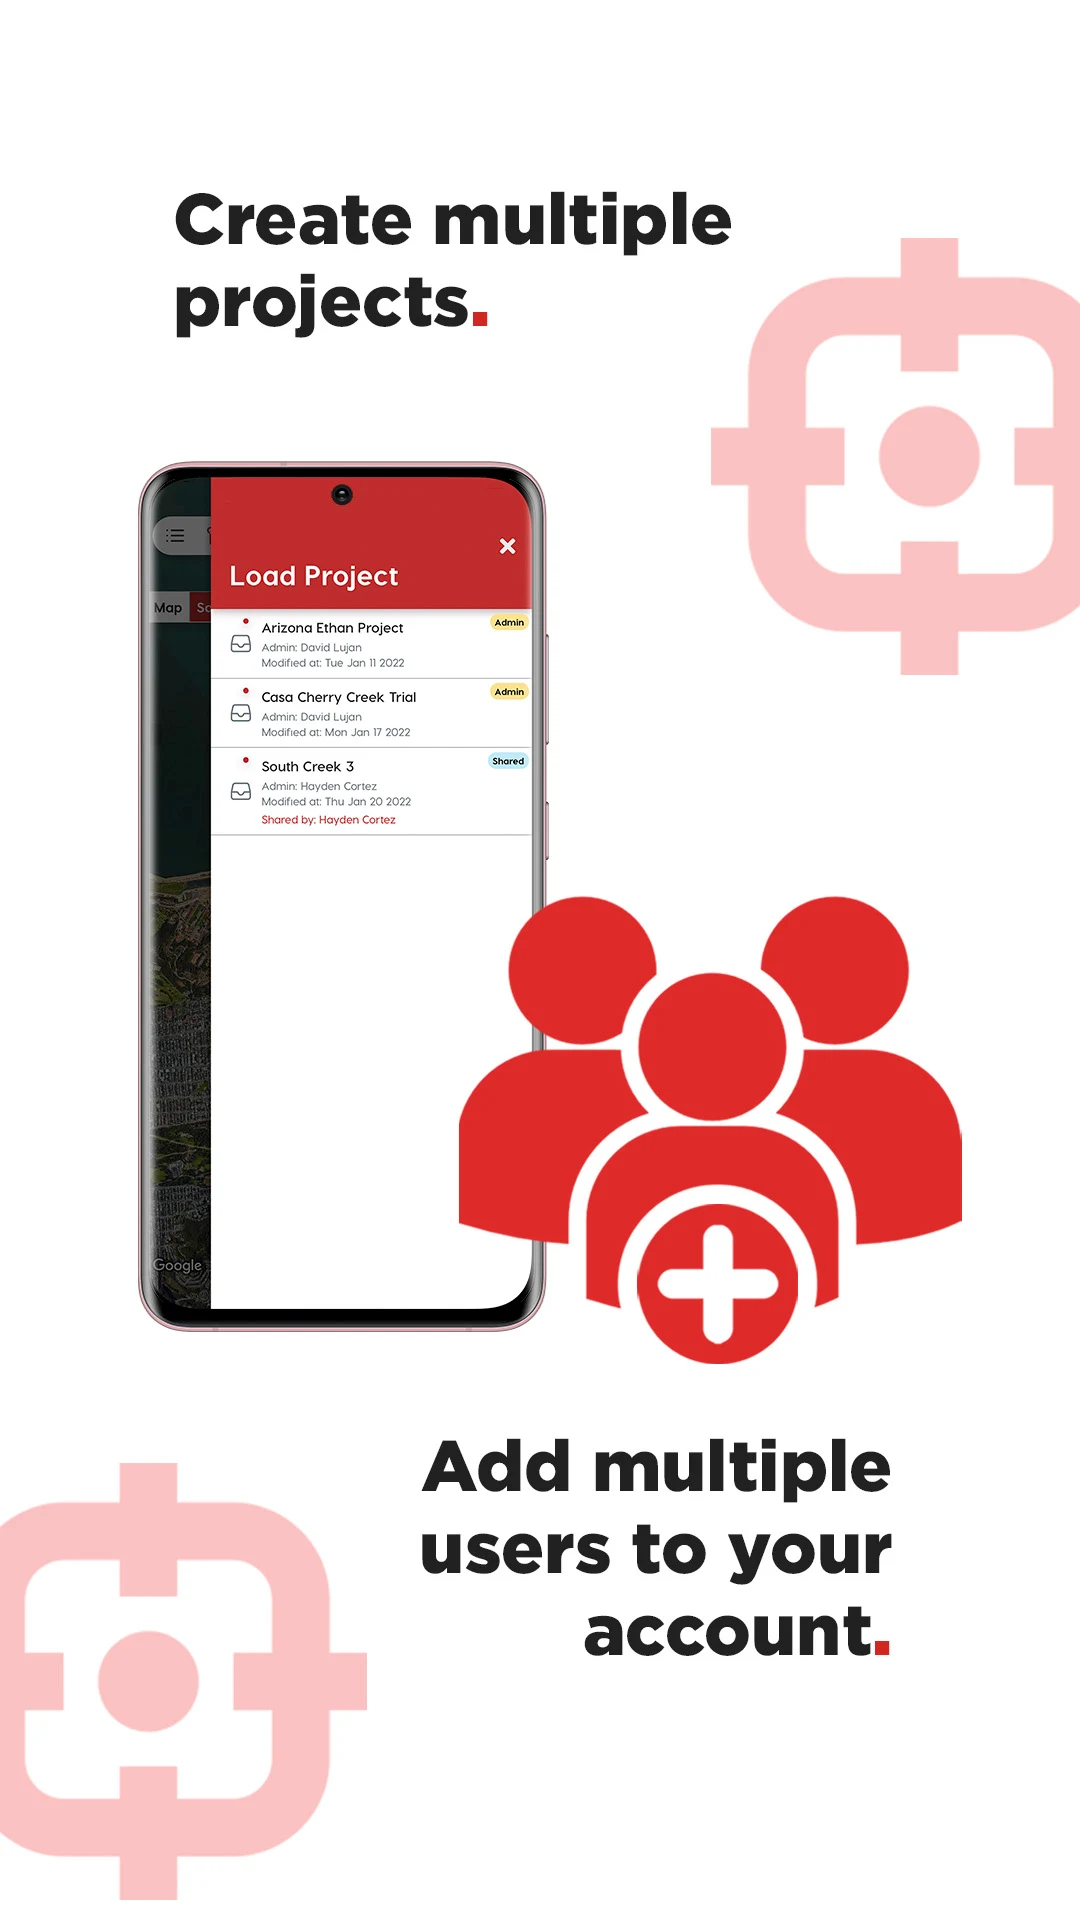 Create multiple
projects.
Load Project
Map
Arizona Ethan Project
Admin
Admin: David Lujan
Modified at: Tue Jan 11 2022
Casa Cherry Creek Trial
Admin
Admin: David Lujan
Modified at: Mon Jan 17 2022
South Creek 3
Shared
Admin: Hayden Cortez
Modified at: Thu Jan 20 2022
Shared by: Hayden Cortez
Google
Add multiple
users to your
account.